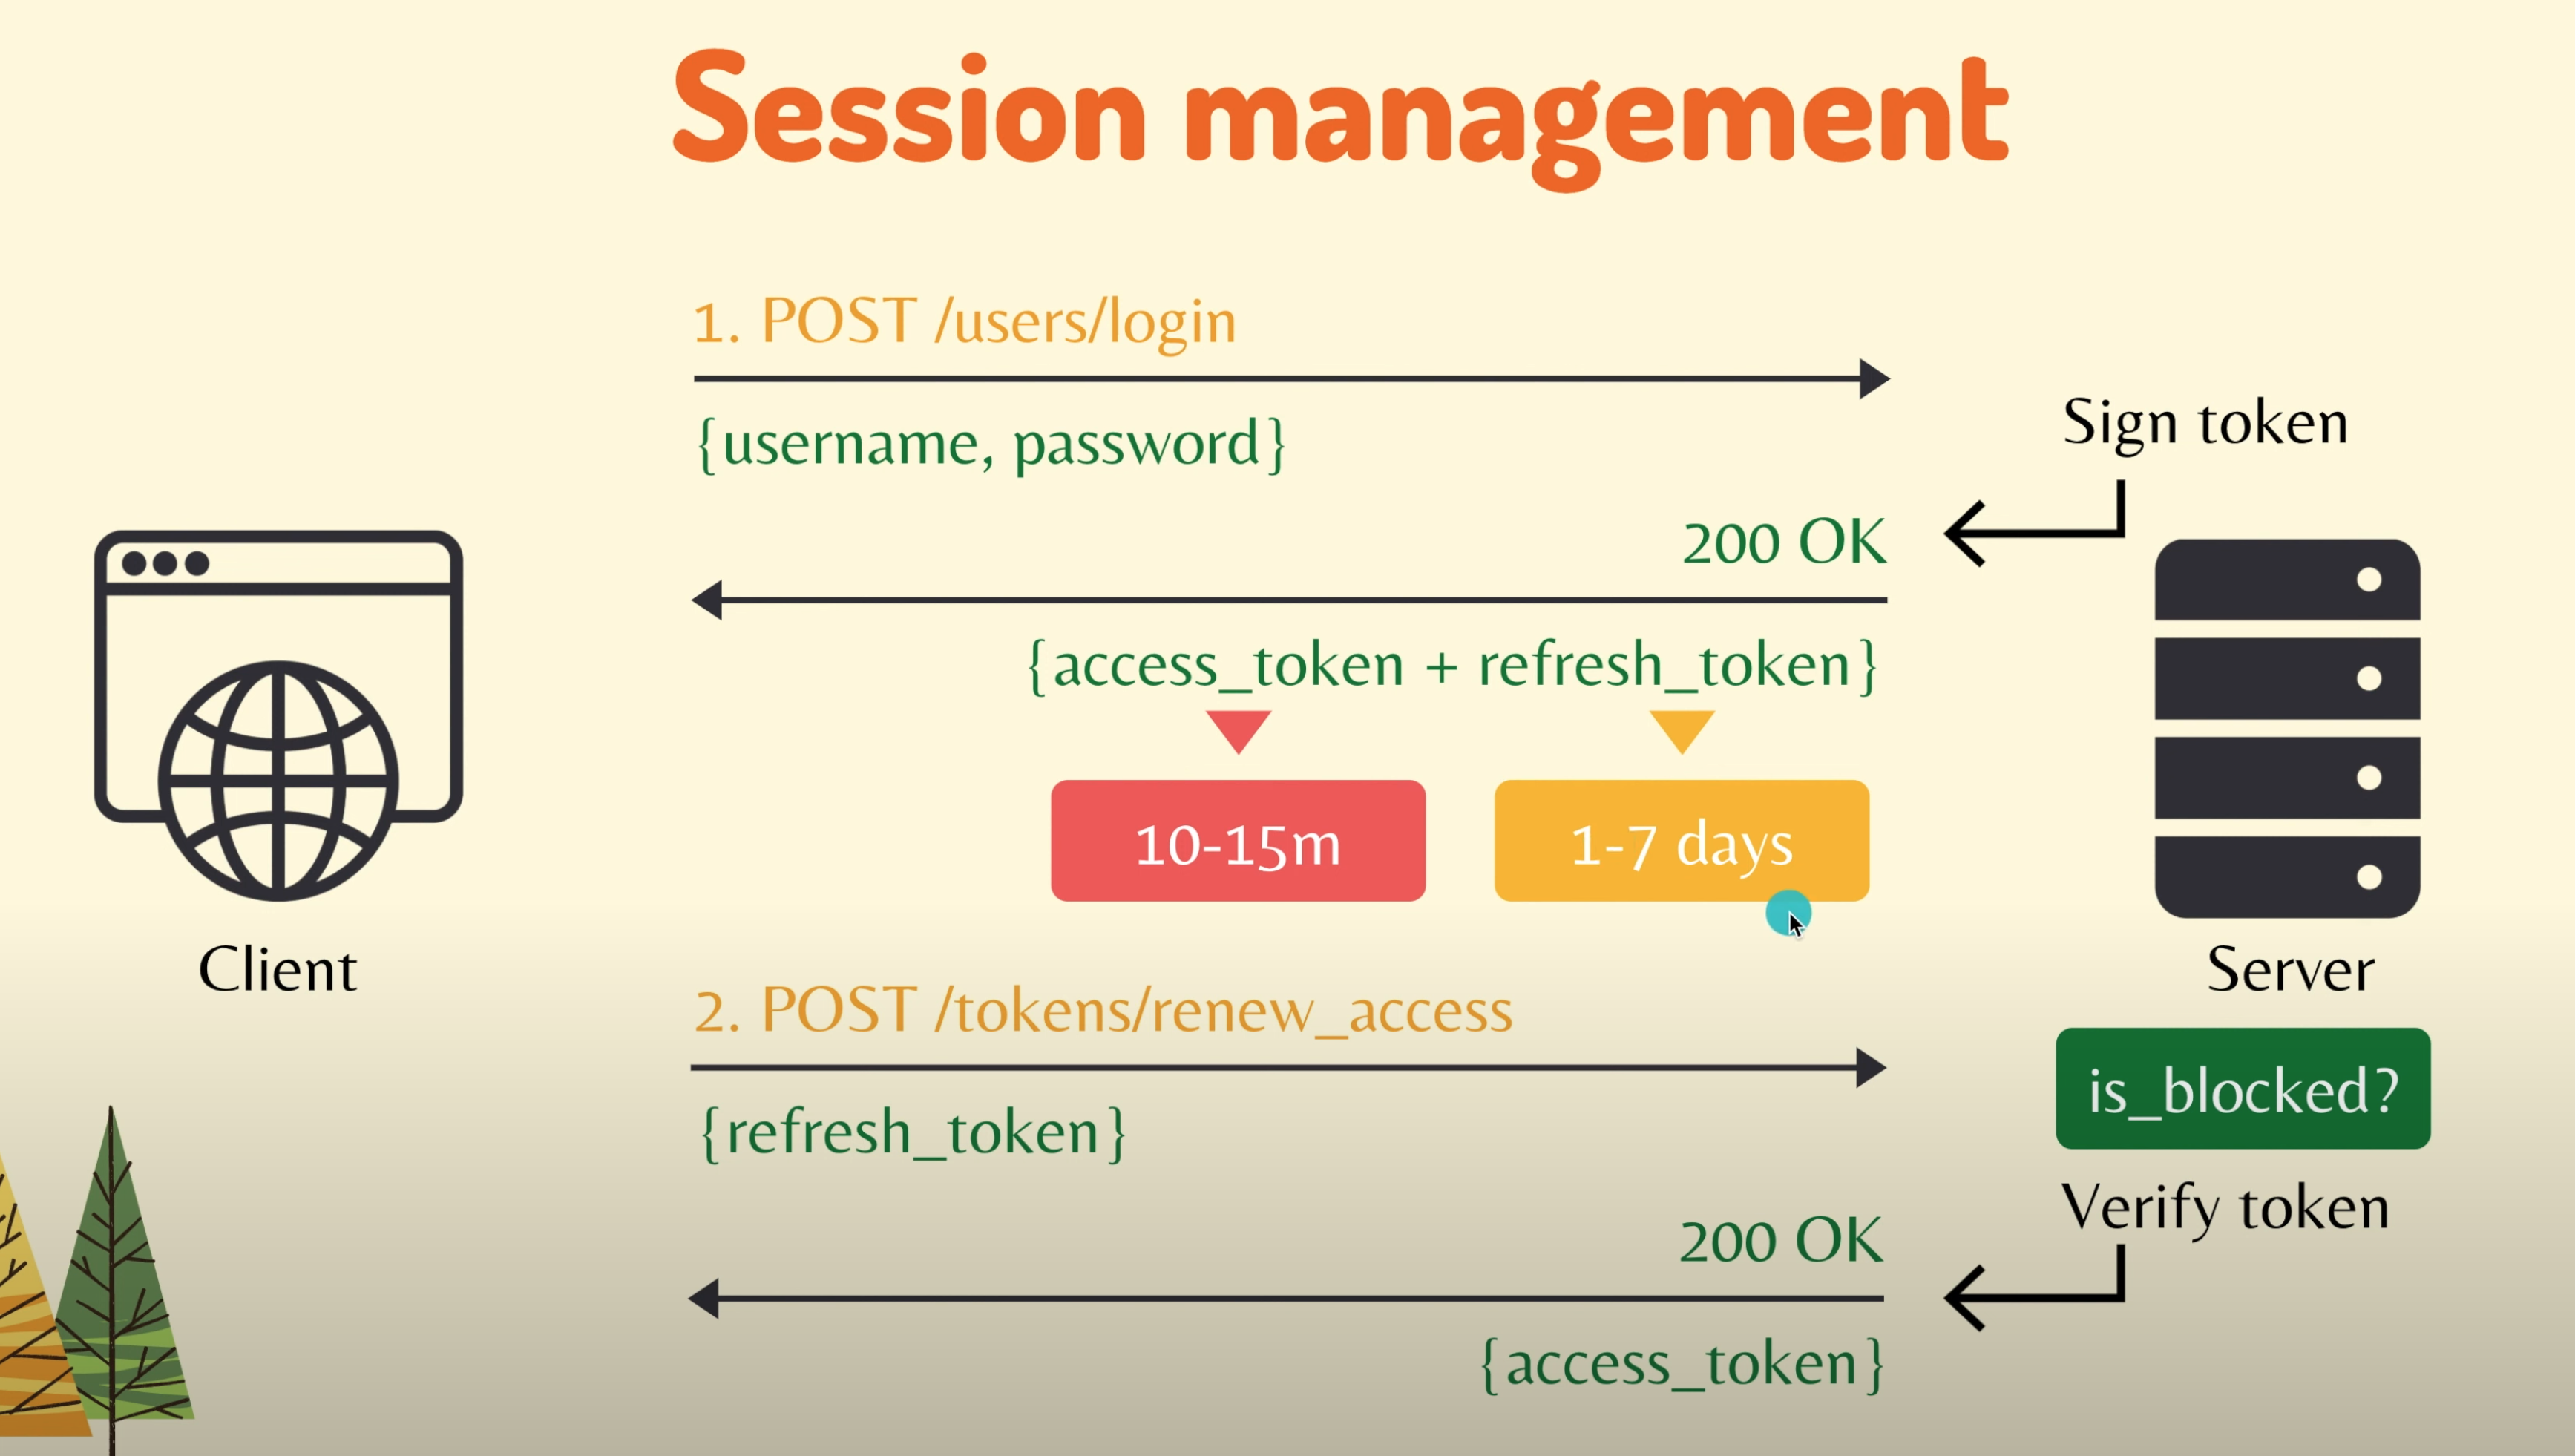 Session management
1. POST /users/login
{username, password}
Sign token
200 OK
{access_token + refresh_token}
10-15m
1-7 days
Client
Server
2. POST /tokens/renew_access
{refresh_token}
is_blocked?
Verify token
200 OK
{access_token}